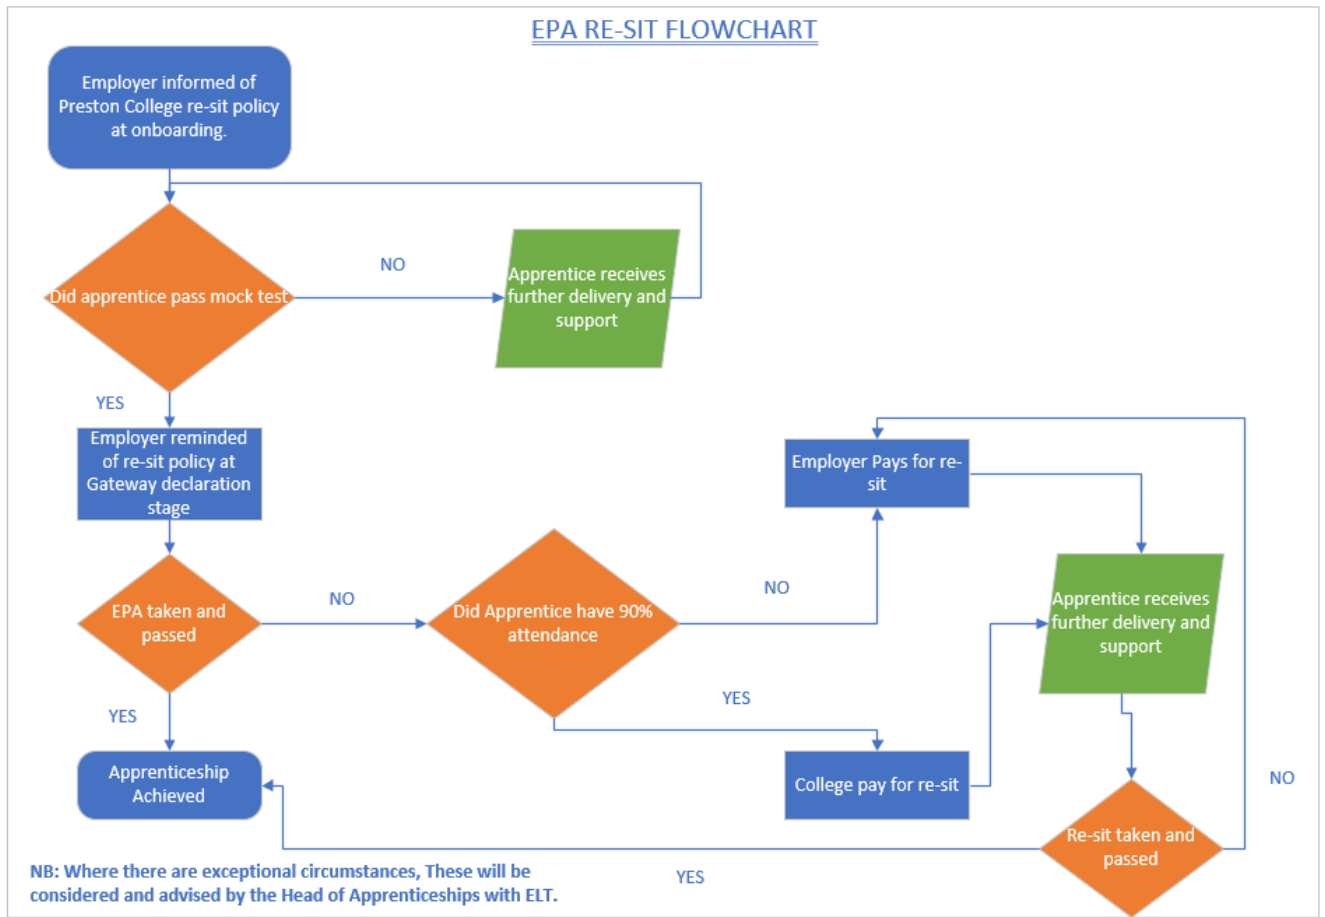 EPA RE-SIT FLOWCHART
Employer informed of
Preston College re-sit policy
at onboarding.
Did apprentice pass mock test
NO
Apprentice receives
further delivery and
support
YES
Employer reminded
of re-sit policy at
Gateway declaration
stage
EPA taken and
passed
NO
Did Apprentice have 90%
attendance
NO
Employer Pays for re-
sit
YES
College pay for re-sit
Apprentice receives
further delivery and
support
YES
Apprenticeship
Achieved
Re-sit taken and
passed
NO
YES
NB: Where there are exceptional circumstances, These will be
considered and advised by the Head of Apprenticeships with ELT.